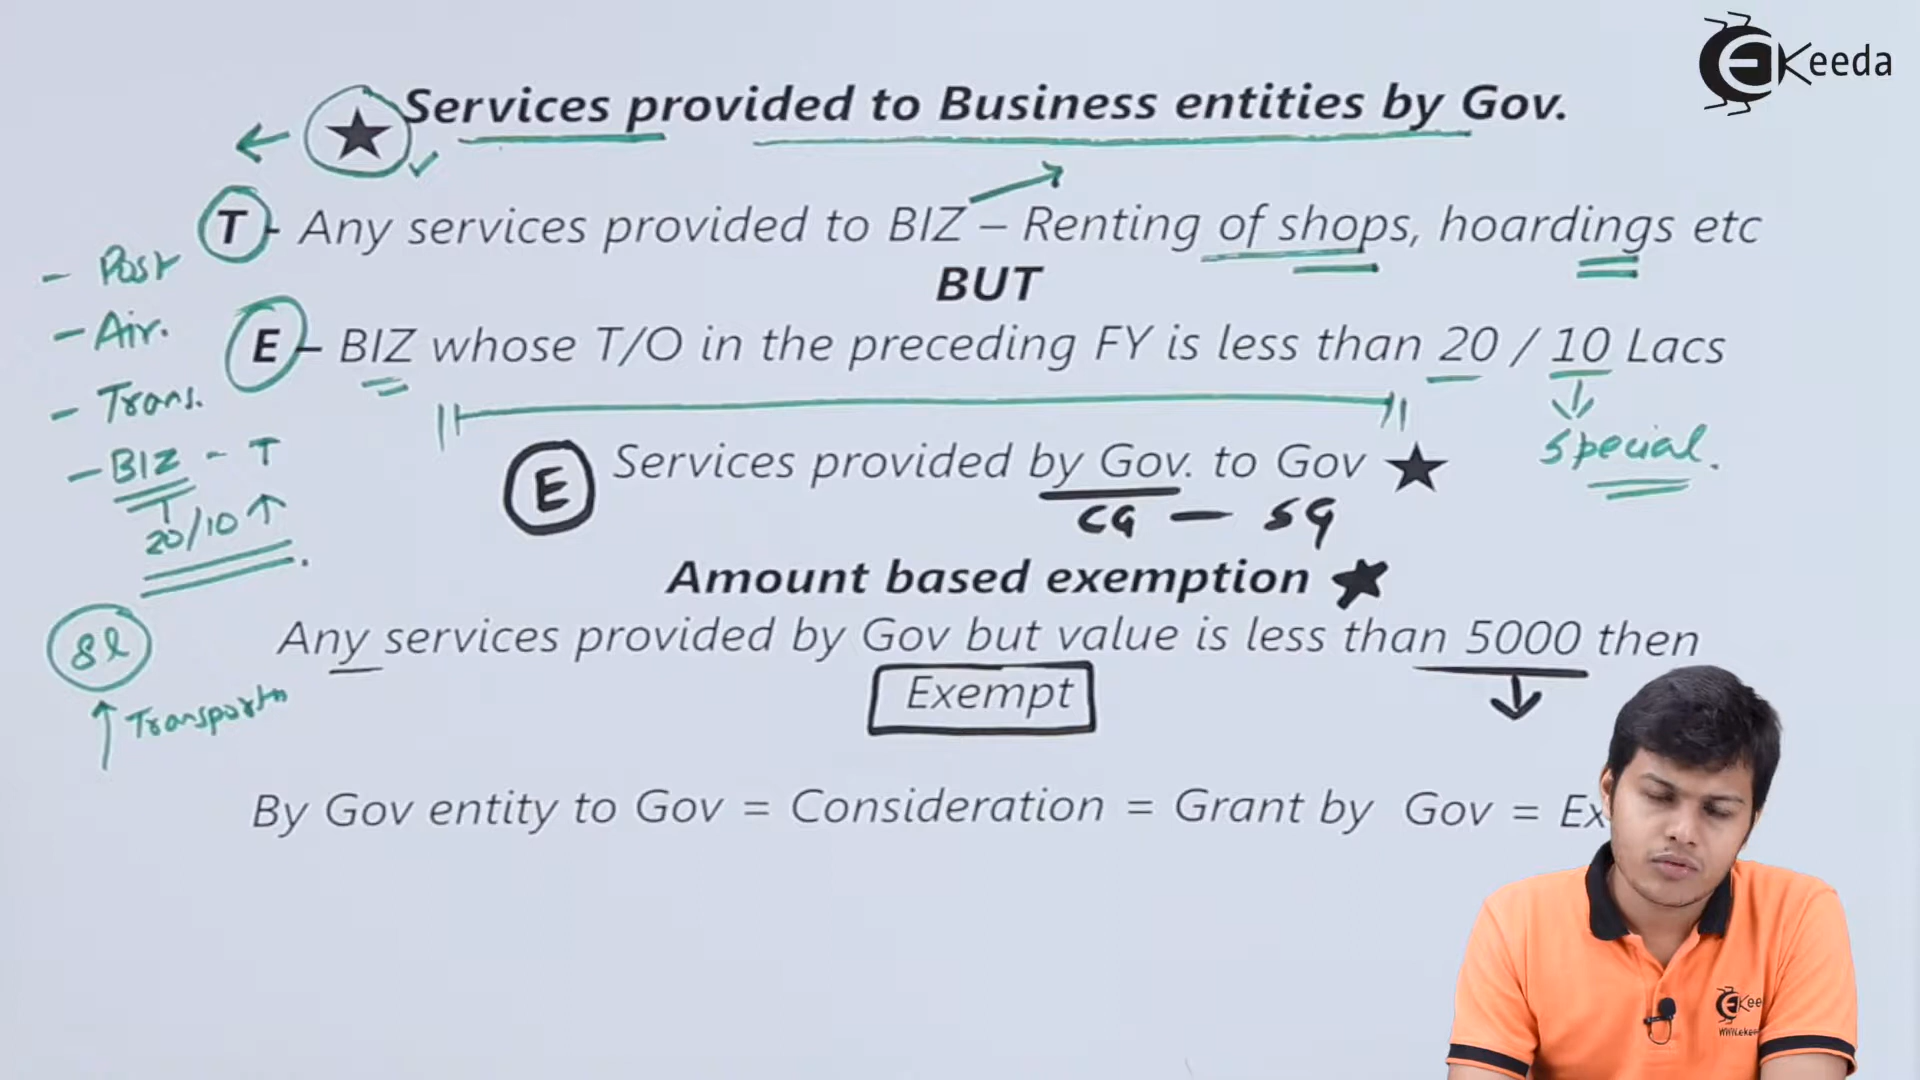 Keeda
Services provided to Business entities by Gov.
T - Any services provided to BIZ – Renting of shops, hoardings etc
BUT
E – BIZ whose T/O in the preceding FY is less than 20 / 10 Lacs
Special.
E Services provided by Gov. to Gov
CG — SG
Amount based exemption
Any services provided by Gov but value is less than 5000 then
Exempt
By Gov entity to Gov = Consideration = Grant by Gov = Ex
- Post
- Air.
- Trans.
- BIZ - T
20/10 ↑
Kee